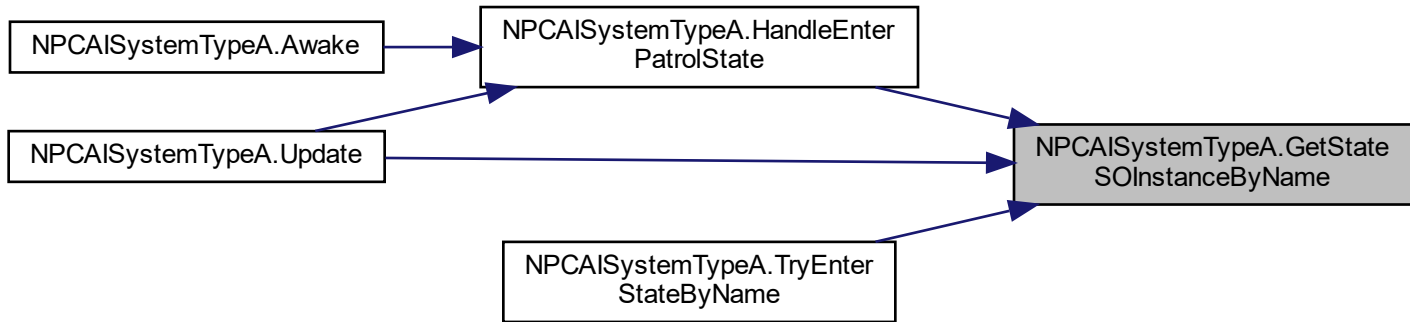 NPCAISystemTypeA.Awake
NPCAISystemTypeA.HandleEnter
PatrolState
NPCAISystemTypeA.Update
NPCAISystemTypeA.GetState
SOInstanceByName
NPCAISystemTypeA.TryEnter
StateByName